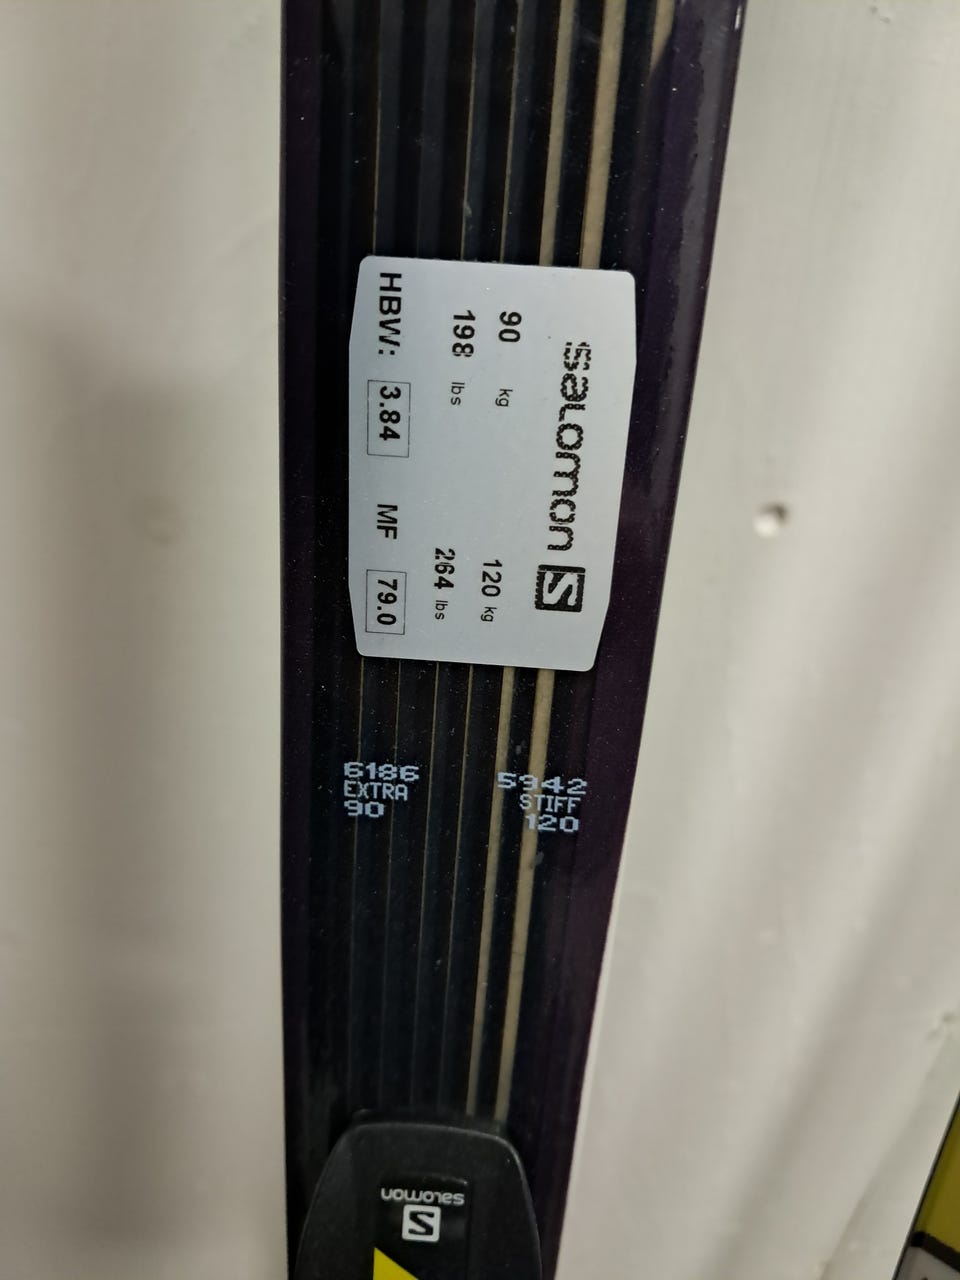 salomon S
90 kg 120 kg
198 lbs 264 lbs
HBW: 3.84 MF 79.0
6186 5942
EXTRA STIFF
90 120
salomon
S